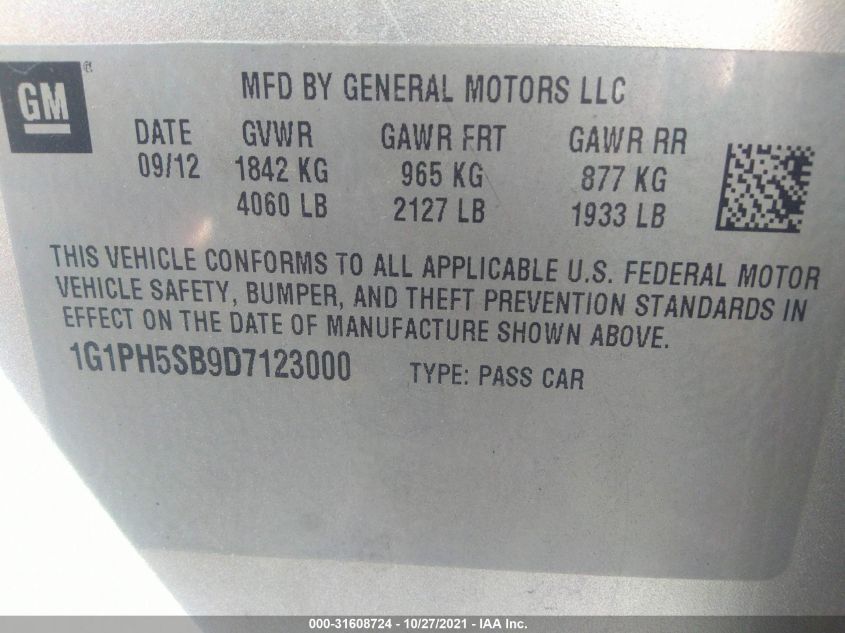 GM ®
MFD BY GENERAL MOTORS LLC
DATE GVWR GAWR FRT GAWR RR
09/12 1842 KG 965 KG 877 KG
4060 LB 2127 LB 1933 LB
THIS VEHICLE CONFORMS TO ALL APPLICABLE U.S. FEDERAL MOTOR
VEHICLE SAFETY, BUMPER, AND THEFT PREVENTION STANDARDS IN
EFFECT ON THE DATE OF MANUFACTURE SHOWN ABOVE.
1G1PH5SB9D7123000 TYPE: PASS CAR
000-31608724 - 10/27/2021 - IAA Inc.